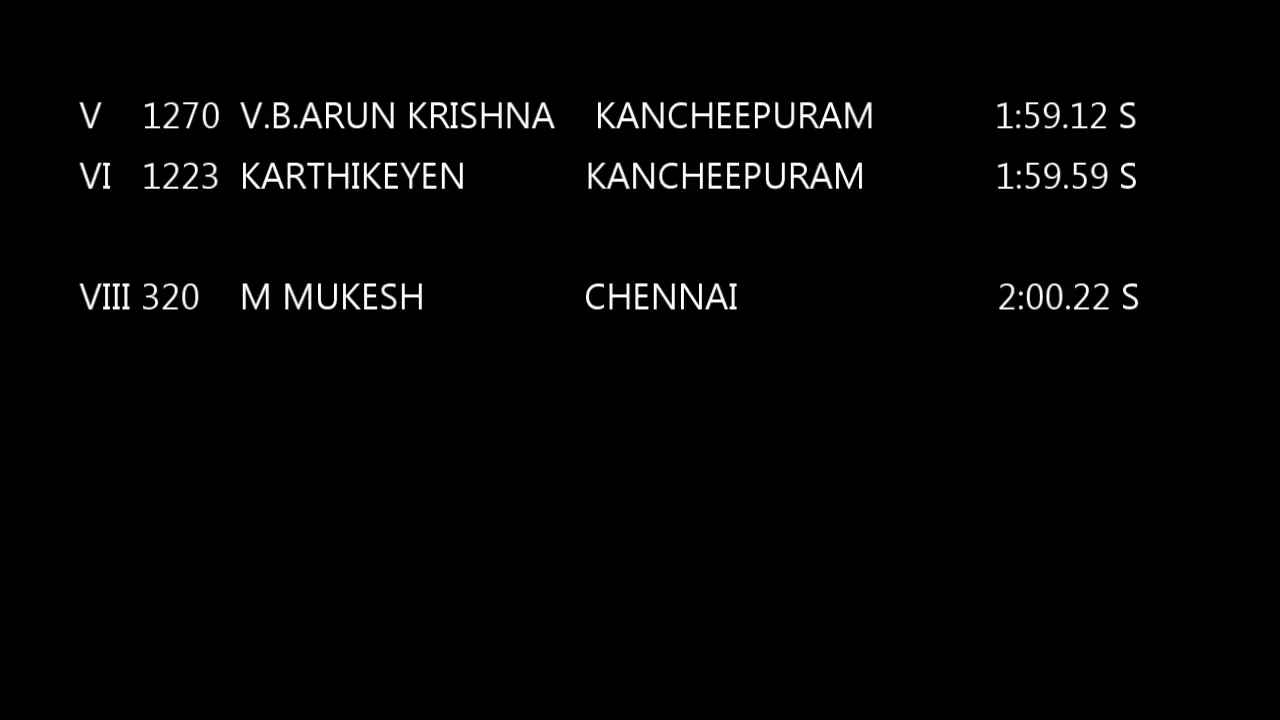 V 1270 V.B.ARUN KRISHNA KANCHEEPURAM 1:59.12 S
VI 1223 KARTHIKEYEN KANCHEEPURAM 1:59.59 S
VIII 320 M MUKESH CHENNAI 2:00.22 S